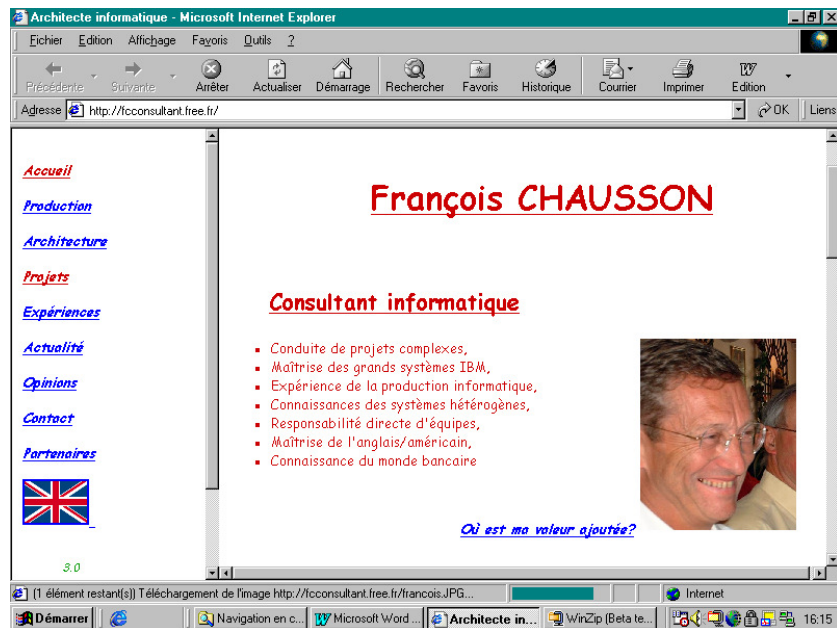 Architecte informatique - Microsoft Internet Explorer
Fichier Edition Affichage Favoris Outils ?
Précédente Suivante Arrêter Actualiser Démarrage Rechercher Favoris Historique Courrier Imprimer Edition
Adresse http://fcconsultant.free.fr/ OK Liens
Accueil
Production
Architecture
Projets
Expériences
Actualité
Opinions
Contact
Partenaires
3.0
François CHAUSSON
Consultant informatique
Conduite de projets complexes,
Maîtrise des grands systèmes IBM,
Expérience de la production informatique,
Connaissances des systèmes hétérogènes,
Responsabilité directe d'équipes,
Maîtrise de l'anglais/américain,
Connaissance du monde bancaire
Où est ma valeur ajoutée?
(1 élément restant(s)) Téléchargement de l'image http://fcconsultant.free.fr/francois.JPG... Internet
Démarrer Navigation en c... Microsoft Word ... Architecte in... WinZip (Beta te... 16:15